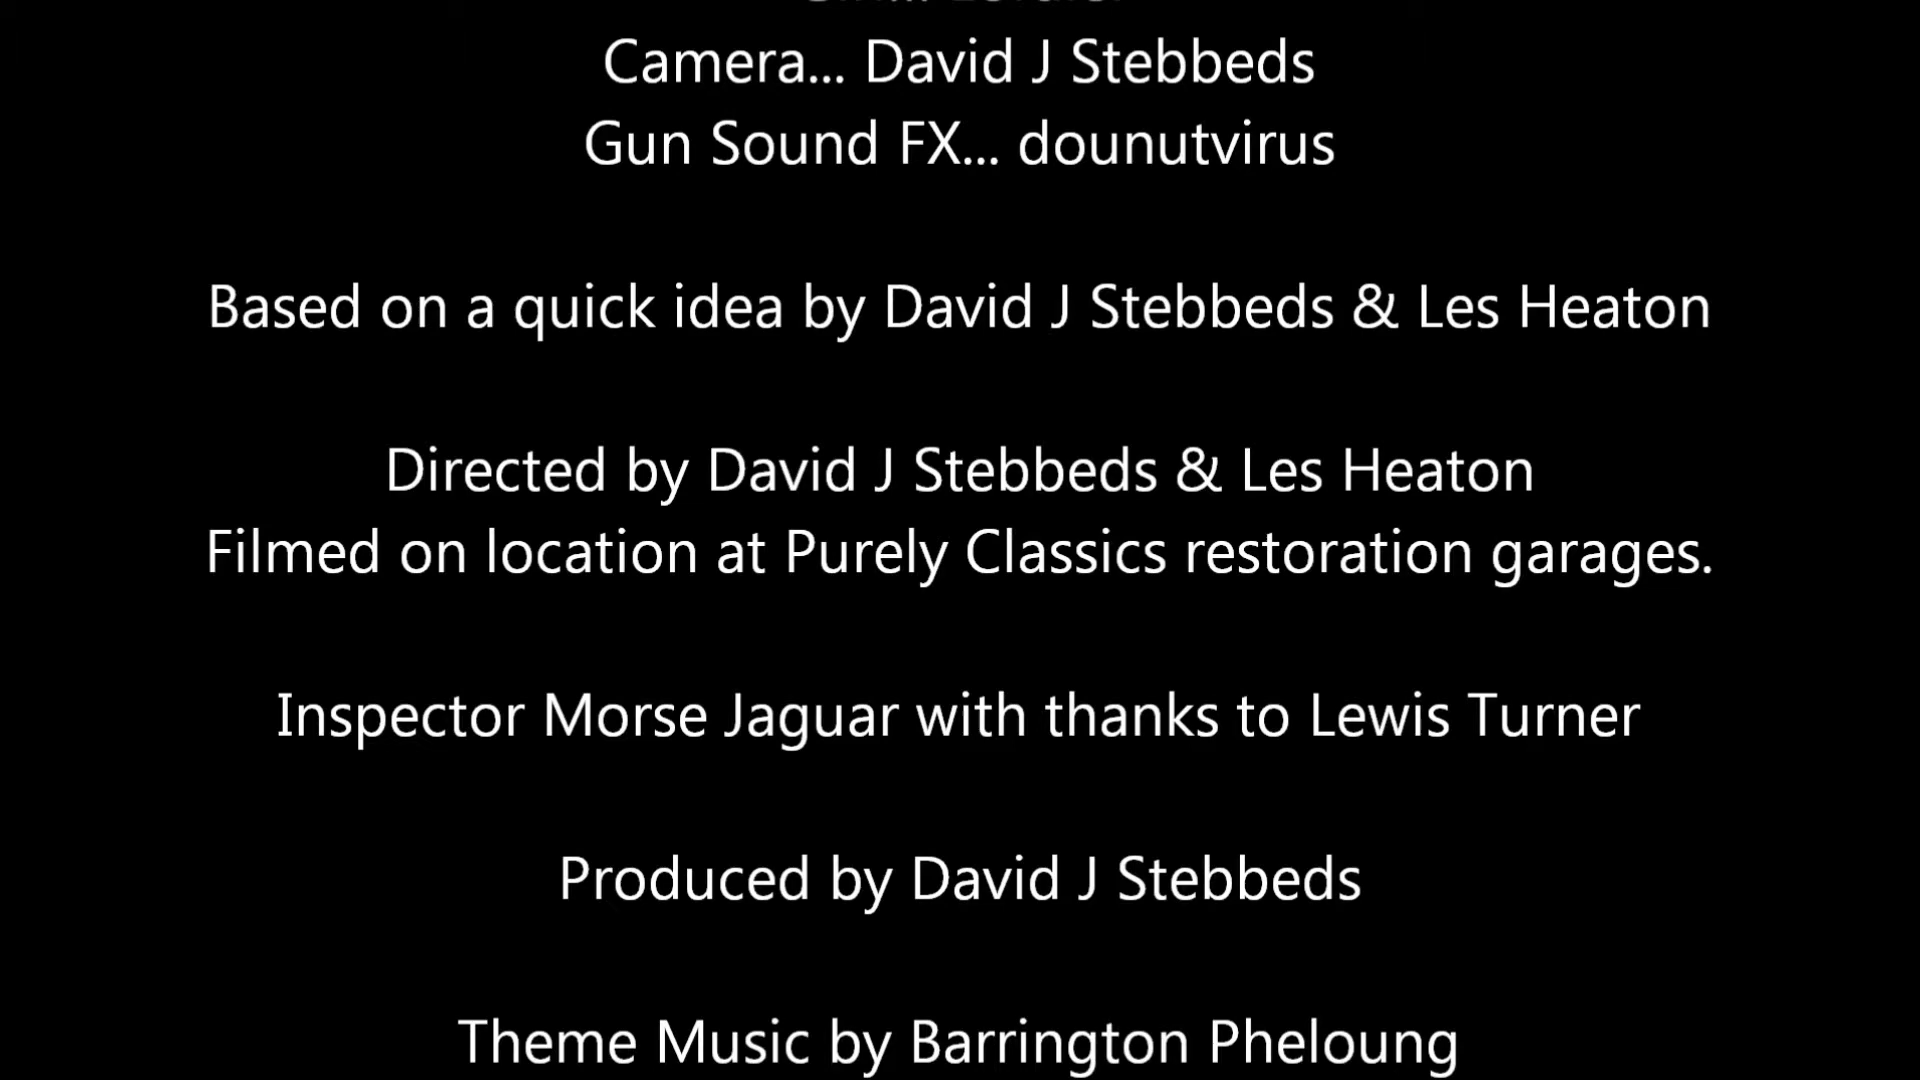 Camera... David J Stebbeds
Gun Sound FX... dounutvirus
Based on a quick idea by David J Stebbeds & Les Heaton
Directed by David J Stebbeds & Les Heaton
Filmed on location at Purely Classics restoration garages.
Inspector Morse Jaguar with thanks to Lewis Turner
Produced by David J Stebbeds
Theme Music by Barrington Pheloung